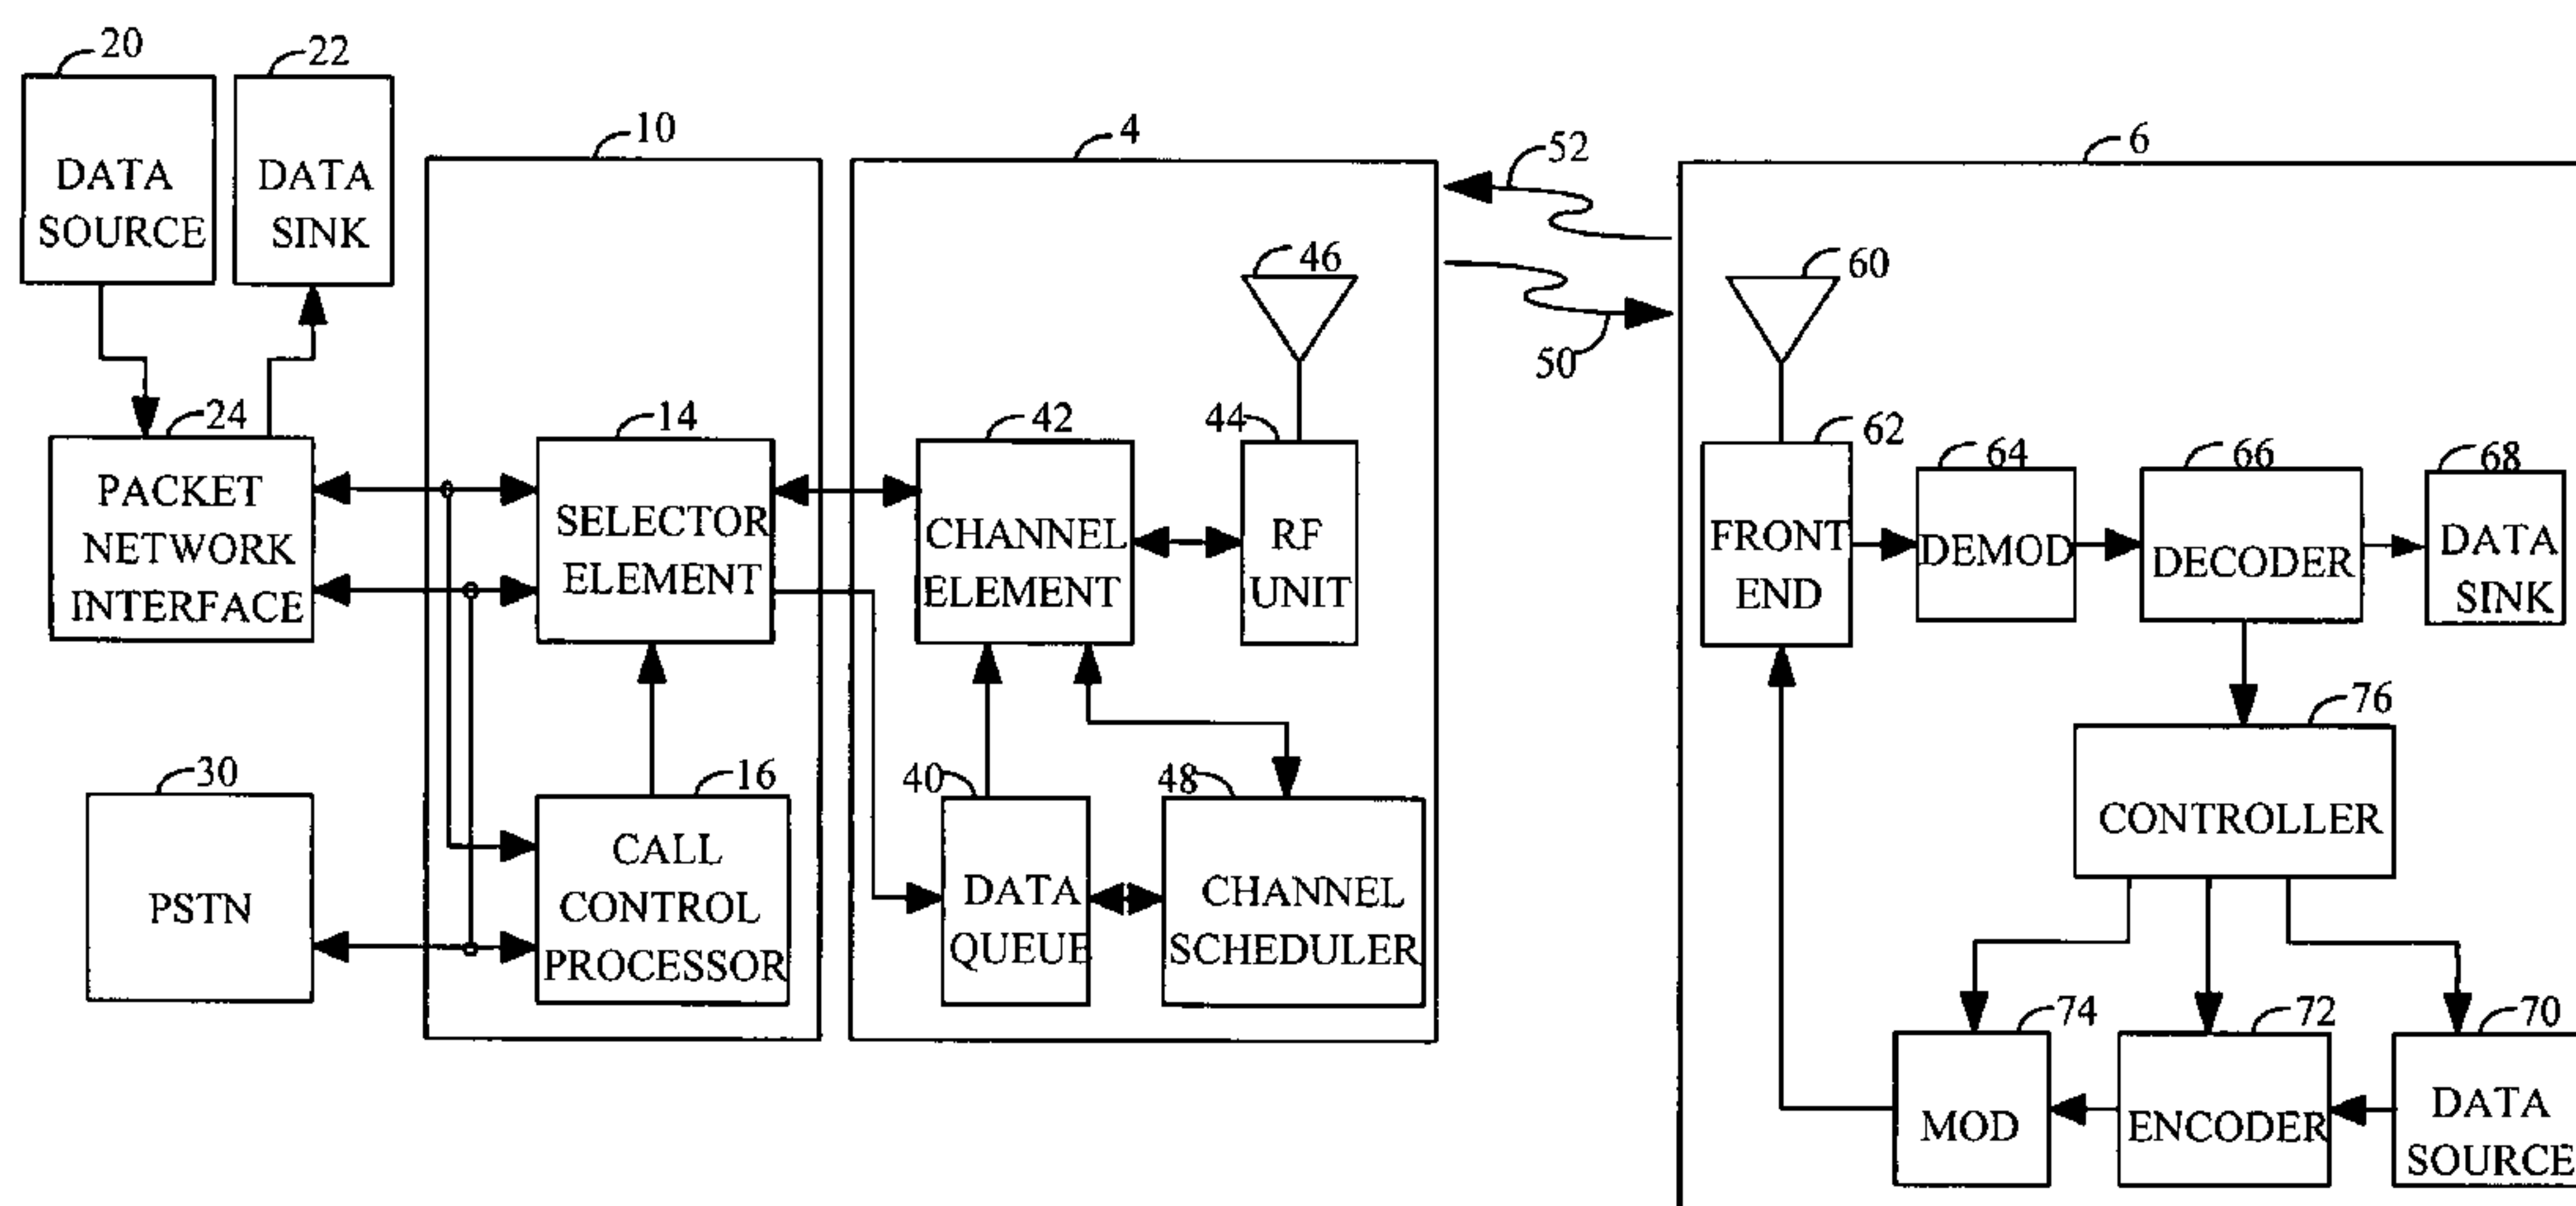 20
22
DATA
SOURCE
DATA
SINK
10
4
52
6
46
50
60
24
PACKET
NETWORK
INTERFACE
14
SELECTOR
ELEMENT
42
CHANNEL
ELEMENT
44
RF
UNIT
62
FRONT
END
64
DEMOD
66
DECODER
68
DATA
SINK
76
CONTROLLER
30
PSTN
16
CALL
CONTROL
PROCESSOR
40
DATA
QUEUE
48
CHANNEL
SCHEDULER
74
MOD
72
ENCODER
70
DATA
SOURCE